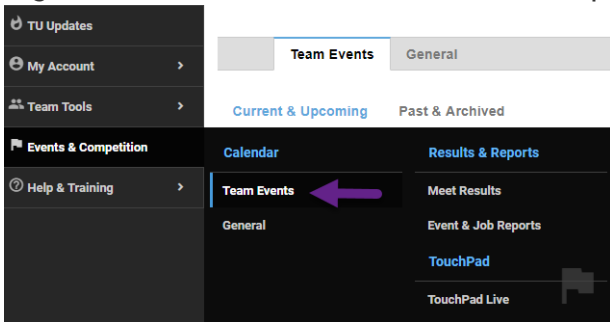 TU Updates
My Account
Team Tools
Events & Competition
Help & Training
Team Events General
Current & Upcoming Past & Archived
Calendar
Team Events
General
Results & Reports
Meet Results
Event & Job Reports
TouchPad
TouchPad Live